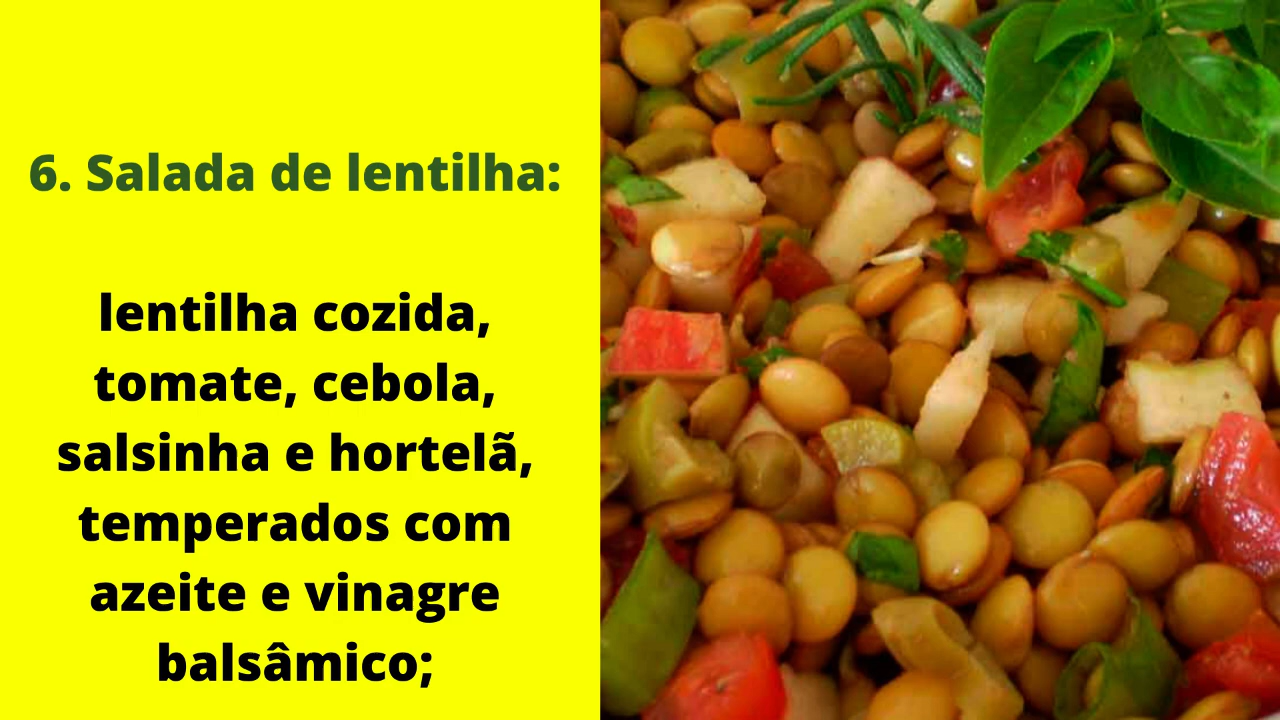 6. Salada de lentilha:
lentilha cozida,
tomate, cebola,
salsinha e hortelã,
temperados com
azeite e vinagre
balsâmico;